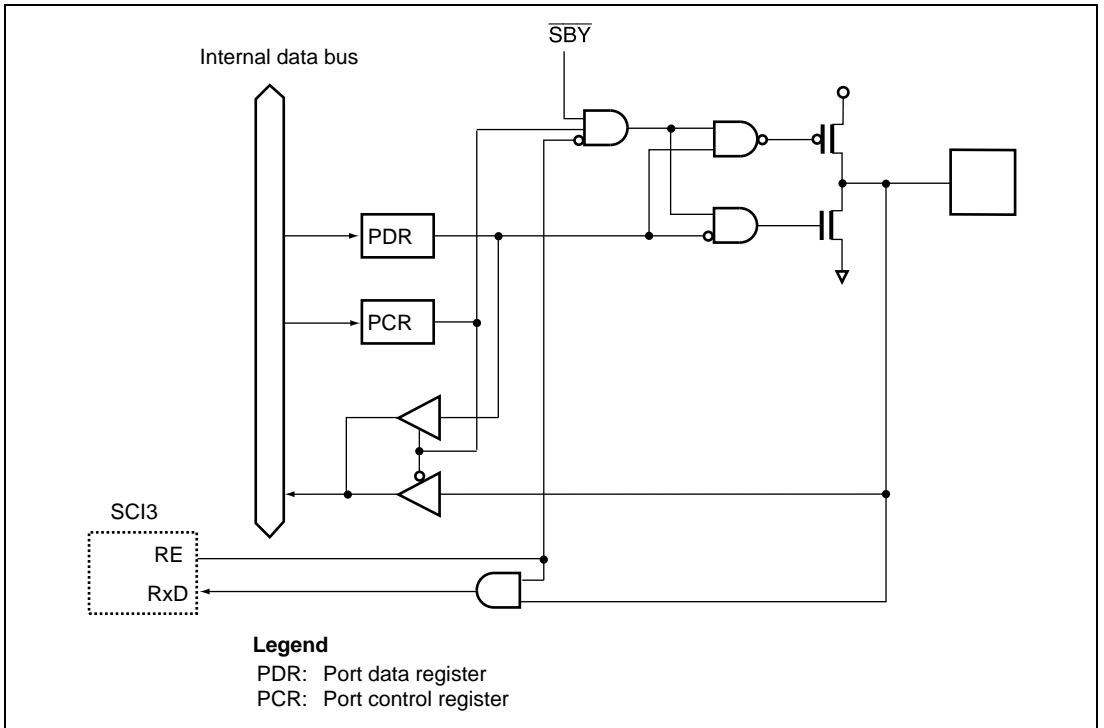 SBY
Internal data bus
PDR
PCR
SCI3
RE
RxD
Legend
PDR: Port data register
PCR: Port control register